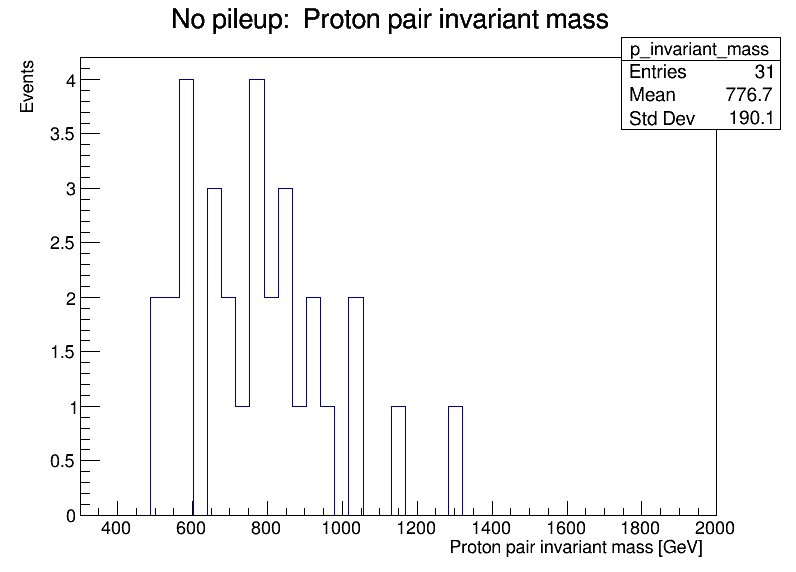 No pileup: Proton pair invariant mass
p_invariant_mass
Entries 31
Mean 776.7
Std Dev 190.1
Events
4
3.5
3
2.5
2
1.5
1
0.5
0
400 600 800 1000 1200 1400 1600 1800 2000
Proton pair invariant mass [GeV]